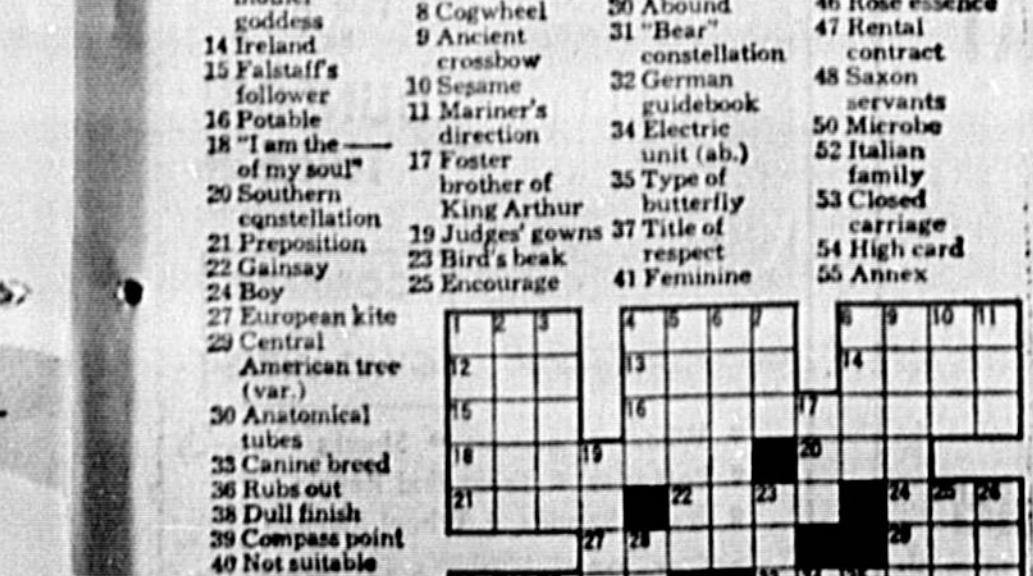 goddess
14 Ireland
15 Falstaff's
follower
16 Potable
18 "I am the ——
of my soul"
20 Southern
constellation
21 Preposition
22 Gainsay
24 Boy
27 European kite
29 Central
American tree
(var.)
30 Anatomical
tubes
33 Canine breed
36 Rubs out
38 Dull finish
39 Compass point
40 Not suitable
8 Cogwheel
9 Ancient
crossbow
10 Sesame
11 Mariner's
direction
17 Foster
brother of
King Arthur
19 Judges' gowns
23 Bird's beak
25 Encourage
30 Abound
31 "Bear"
constellation
32 German
guidebook
34 Electric
unit (ab.)
35 Type of
butterfly
37 Title of
respect
41 Feminine
46 Rose essence
47 Rental
contract
48 Saxon
servants
50 Microbe
52 Italian
family
53 Closed
carriage
54 High card
55 Annex
1 2 3 4 5 6 7 8 9 10 11
12 13 14
15 16 17
18 19 20
21 22 23 24 25 26
27 28 29